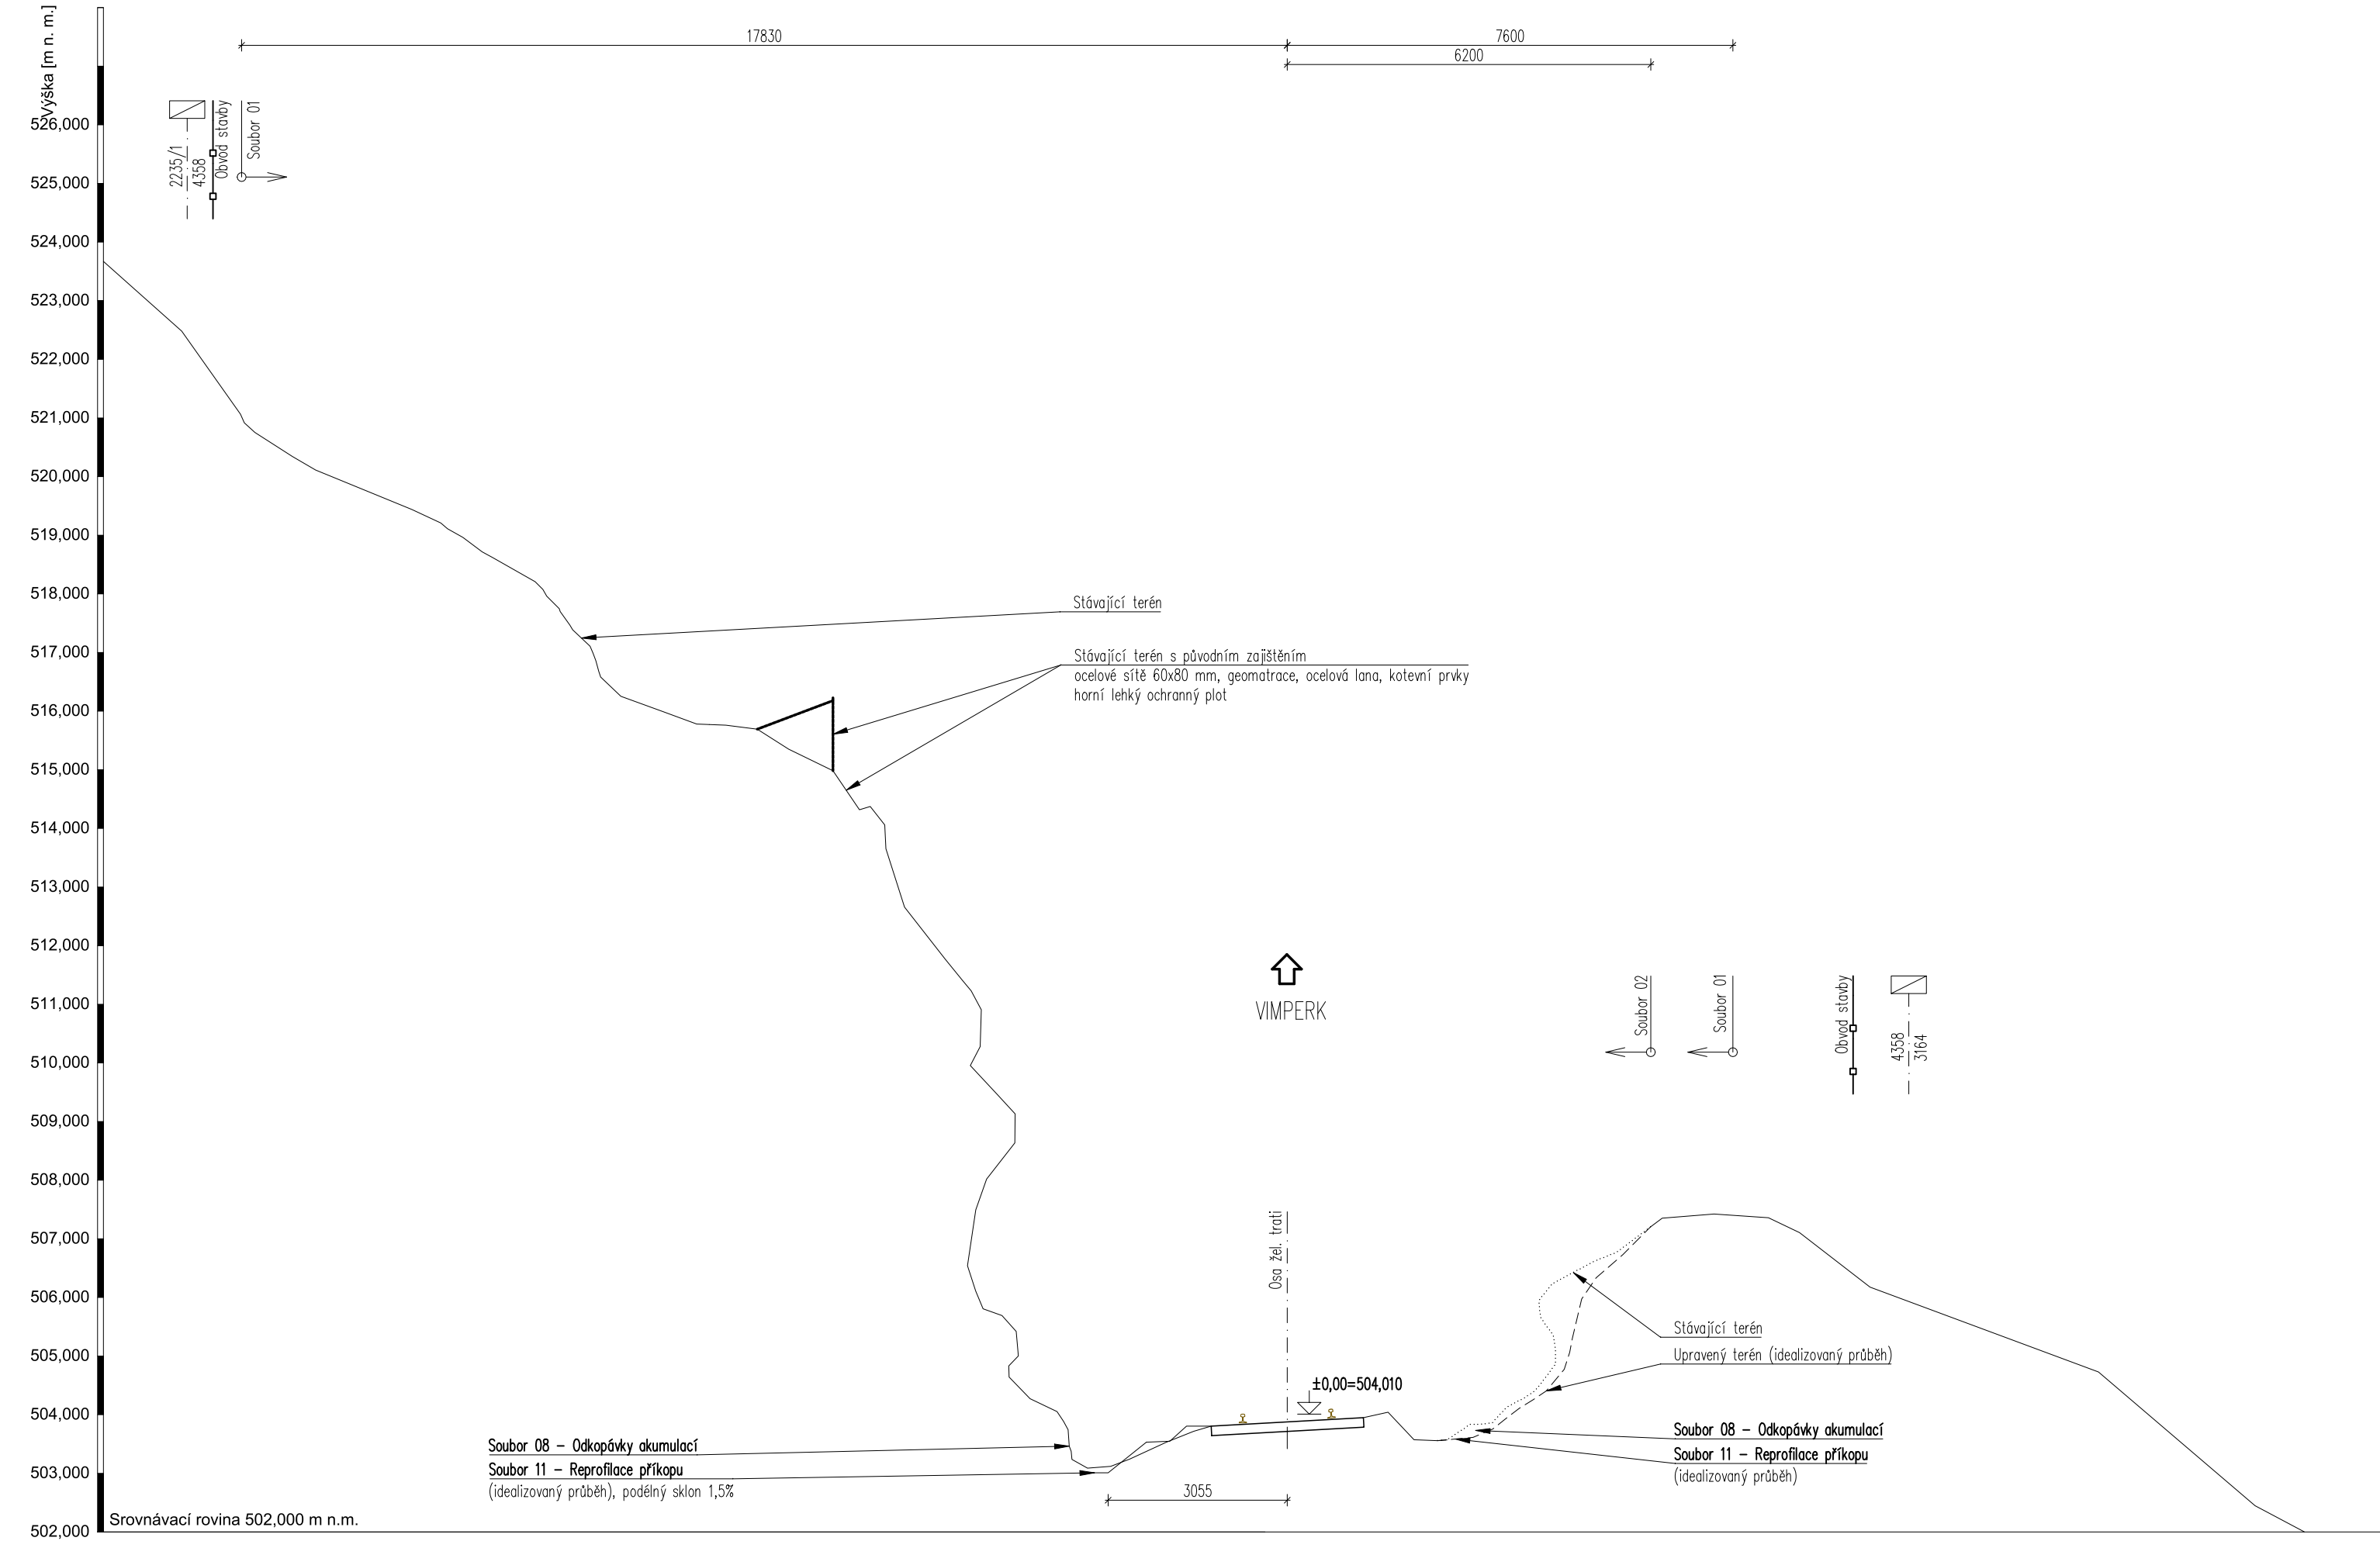 Výška [m n. m.]
17830
7600
6200
526,000
525,000
524,000
523,000
522,000
521,000
520,000
519,000
518,000
517,000
516,000
515,000
514,000
513,000
512,000
511,000
510,000
509,000
508,000
507,000
506,000
505,000
504,000
503,000
502,000
2235/1
4358
Obvod stavby
Soubor 01
Stávající terén
Stávající terén s původním zajištěním
ocelové sítě 60x80 mm, geomatrace, ocelová lana, kotevní prvky
horní lehký ochranný plot
VIMPERK
Soubor 02
Soubor 01
Obvod stavby
4358
3164
Osa žel. trati
±0,00=504,010
Stávající terén
Upravený terén (idealizovaný průběh)
Soubor 08 – Odkopávky akumulací
Soubor 11 – Reprofilace příkopu
(idealizovaný průběh)
Soubor 08 – Odkopávky akumulací
Soubor 11 – Reprofilace příkopu
(idealizovaný průběh), podélný sklon 1,5%
3055
Srovnávací rovina 502,000 m n.m.